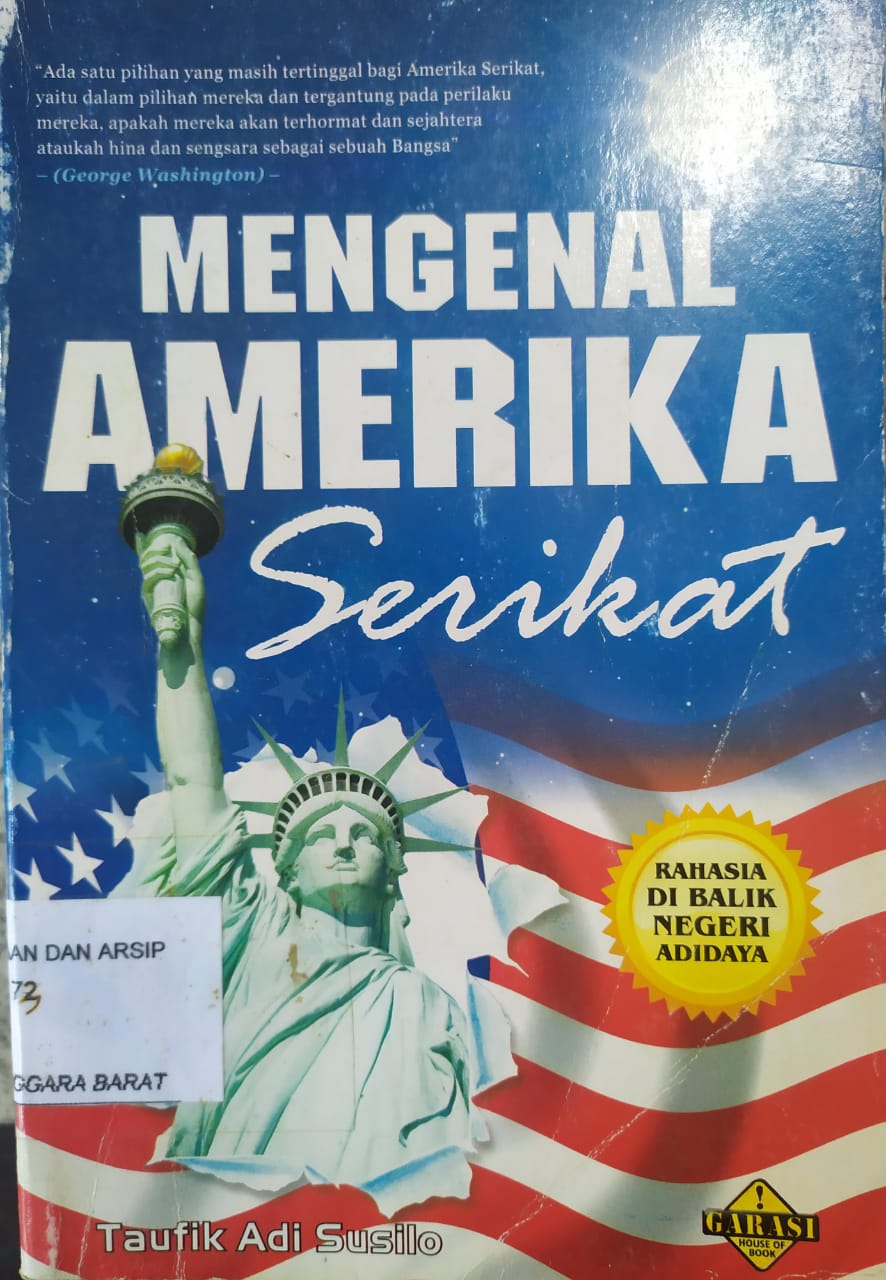 “Ada satu pilihan yang masih tertinggal bagi Amerika Serikat,
yaitu dalam pilihan mereka dan tergantung pada perilaku
mereka, apakah mereka akan terhormat dan sejahtera
ataukah hina dan sengsara sebagai sebuah Bangsa”
– (George Washington) –
MENGENAL
AMERIKA
Serikat
RAHASIA
DI BALIK
NEGERI
ADIDAYA
AN DAN ARSIP
GGARA BARAT
Taufik Adi Susilo
!
GARASI
HOUSE OF
BOOK